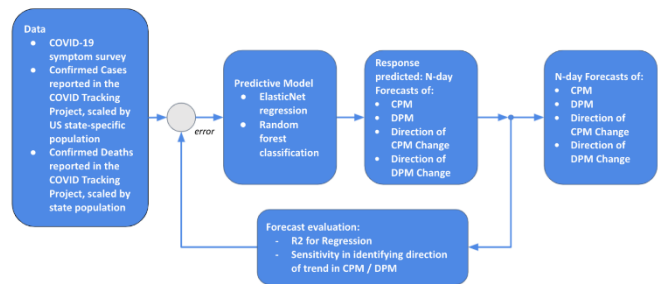 Data
● COVID-19
symptom survey
● Confirmed Cases
reported in the
COVID Tracking
Project, scaled by
US state-specific
population
● Confirmed Deaths
reported in the
COVID Tracking
Project, scaled by
state population
error
Predictive Model
● ElasticNet
regression
● Random
forest
classification
Response
predicted: N-day
Forecasts of:
● CPM
● DPM
● Direction of
CPM Change
● Direction of
DPM Change
N-day Forecasts of:
● CPM
● DPM
● Direction of
CPM Change
● Direction of
DPM Change
Forecast evaluation:
- R2 for Regression
- Sensitivity in identifying direction
of trend in CPM / DPM